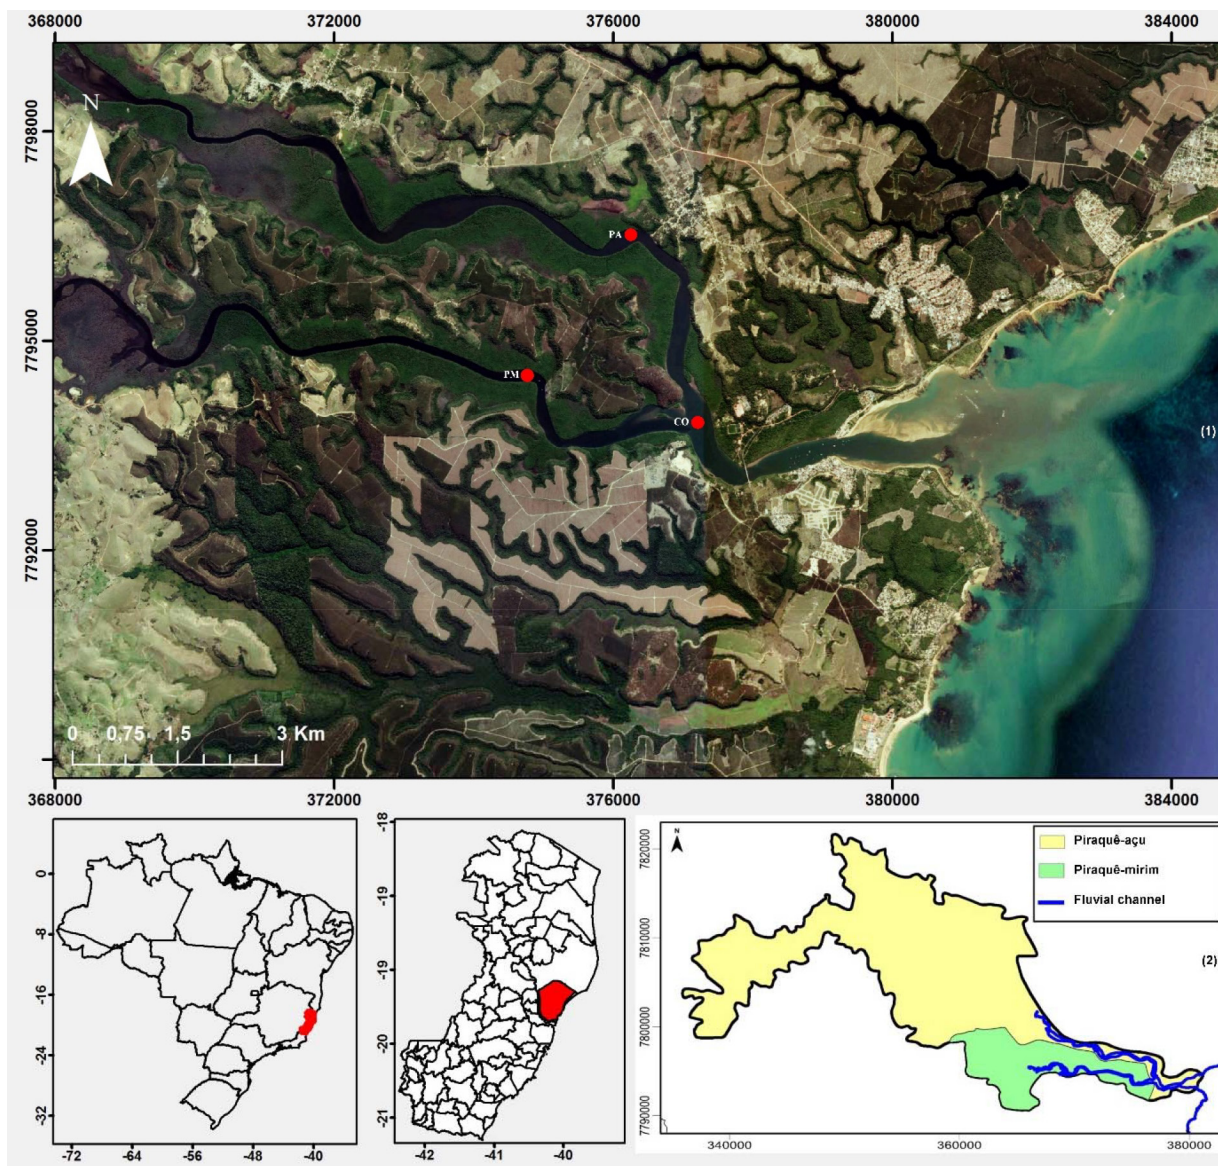 368000 372000 376000 380000 384000
7798000
7795000
7792000
N
PA
PM
CO
(1)
0 0,75 1,5 3 Km
368000 372000 376000 380000 384000
0
-8
-16
-24
-32
-72 -64 -56 -48 -40
-18
-19
-20
-21
-42 -41 -40
N
Piraquê-açu
Piraquê-mirim
Fluvial channel
(2)
7820000
7810000
7800000
7790000
340000 360000 380000